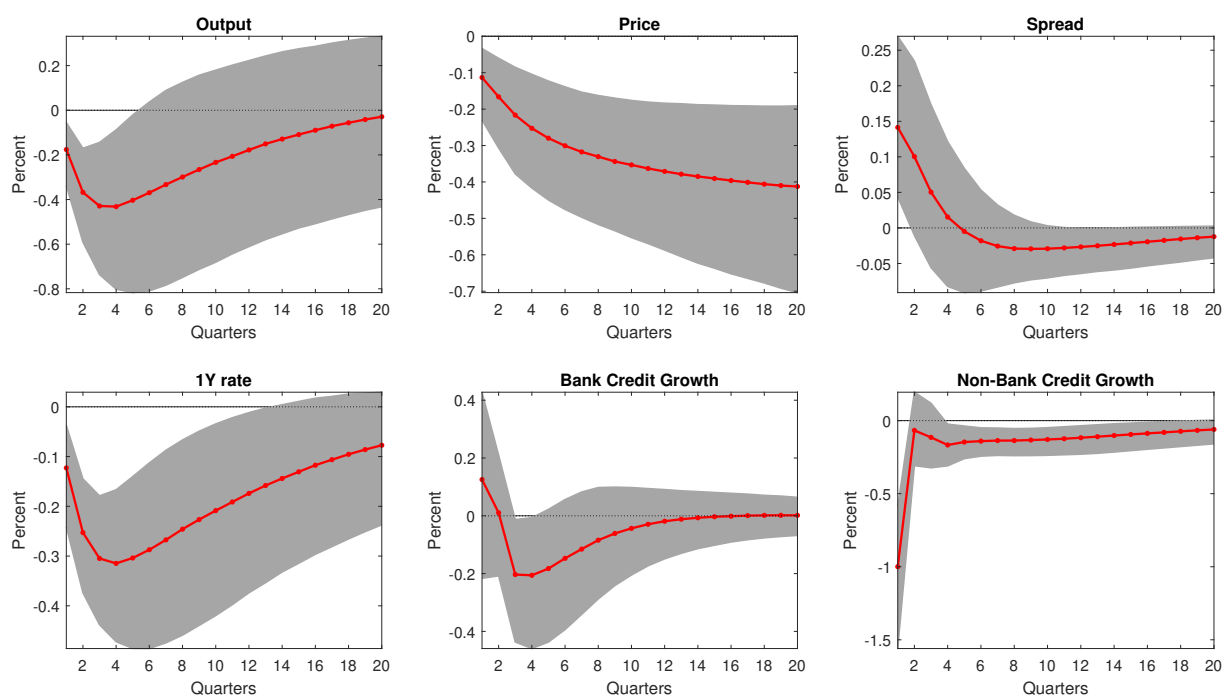 Output
Percent
0.2
0
-0.2
-0.4
-0.6
-0.8
2 4 6 8 10 12 14 16 18 20
Quarters
Price
Percent
0
-0.1
-0.2
-0.3
-0.4
-0.5
-0.6
-0.7
2 4 6 8 10 12 14 16 18 20
Quarters
Spread
Percent
0.25
0.2
0.15
0.1
0.05
0
-0.05
2 4 6 8 10 12 14 16 18 20
Quarters
1Y rate
Percent
0
-0.1
-0.2
-0.3
-0.4
2 4 6 8 10 12 14 16 18 20
Quarters
Bank Credit Growth
Percent
0.4
0.2
0
-0.2
-0.4
2 4 6 8 10 12 14 16 18 20
Quarters
Non-Bank Credit Growth
Percent
0
-0.5
-1
-1.5
2 4 6 8 10 12 14 16 18 20
Quarters